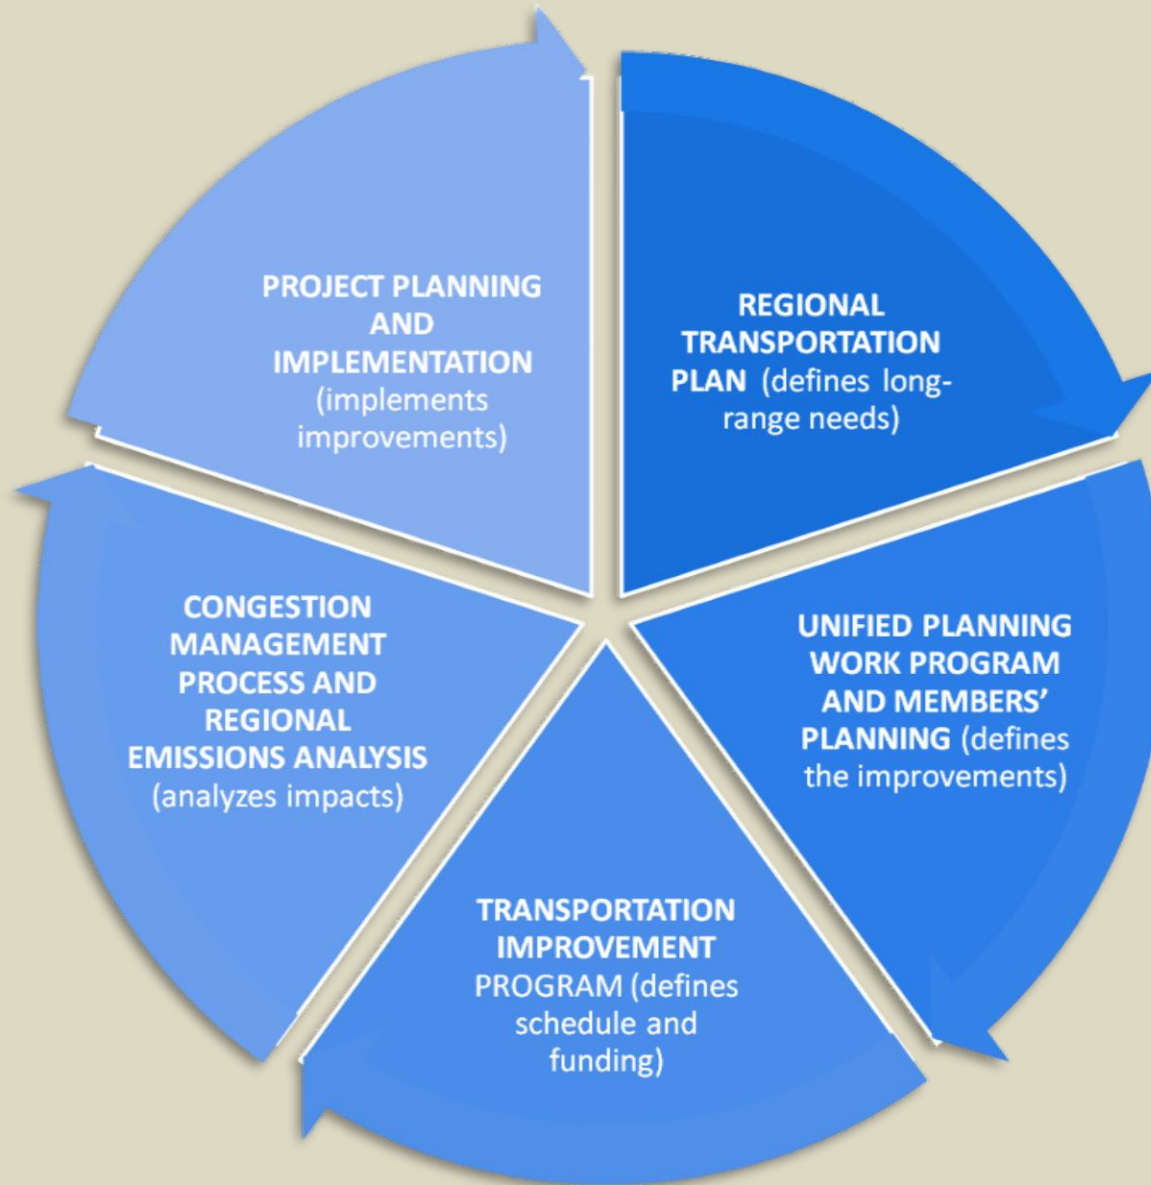 REGIONAL
TRANSPORTATION
PLAN (defines long-
range needs)
UNIFIED PLANNING
WORK PROGRAM
AND MEMBERS’
PLANNING (defines
the improvements)
TRANSPORTATION
IMPROVEMENT
PROGRAM (defines
schedule and
funding)
CONGESTION
MANAGEMENT
PROCESS AND
REGIONAL
EMISSIONS ANALYSIS
(analyzes impacts)
PROJECT PLANNING
AND
IMPLEMENTATION
(implements
improvements)